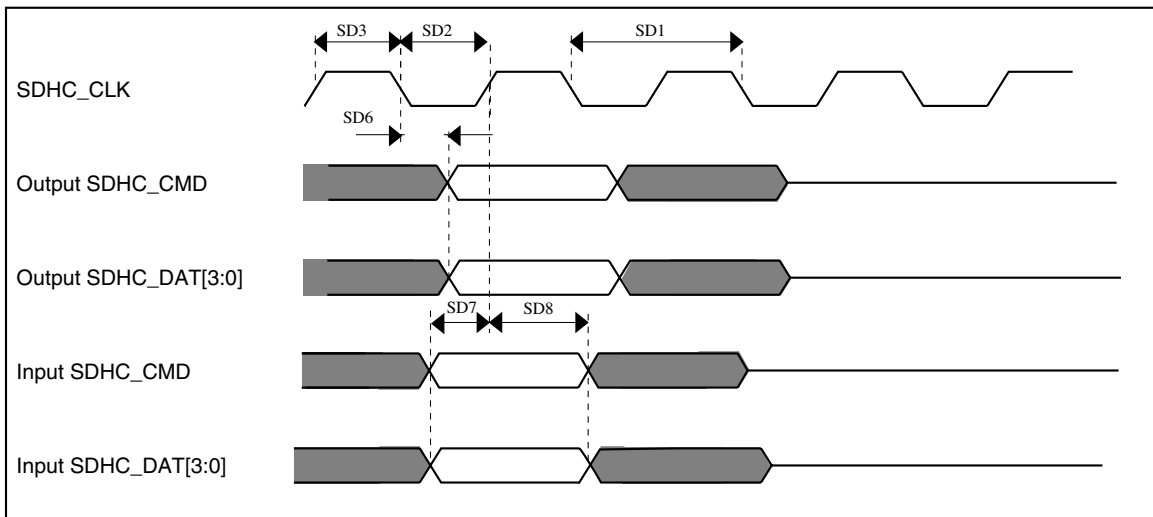 SD3 SD2 SD1
SDHC_CLK
SD6
Output SDHC_CMD
Output SDHC_DAT[3:0]
SD7 SD8
Input SDHC_CMD
Input SDHC_DAT[3:0]